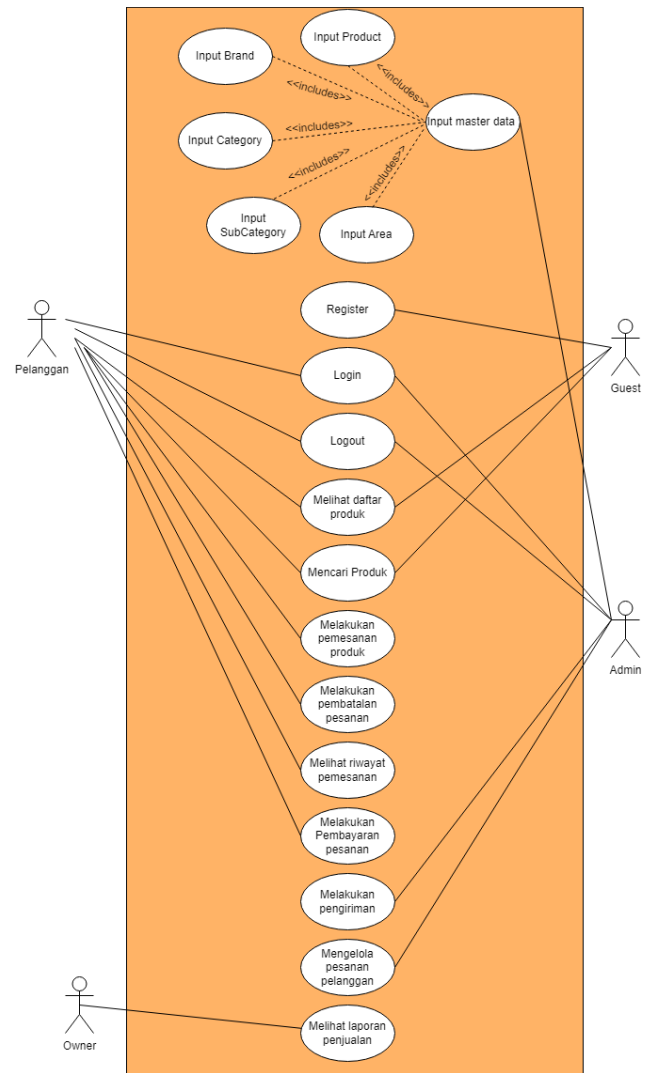 Input Product
Input Brand
<<includes>>
<<includes>>
Input master data
<<includes>>
Input Category
<<includes>>
<<includes>>
Input
SubCategory
Input Area
Register
Pelanggan
Login
Guest
Logout
Melihat daftar
produk
Mencari Produk
Melakukan
pemesanan
produk
Admin
Melakukan
pembatalan
pesanan
Melihat riwayat
pemesanan
Melakukan
Pembayaran
pesanan
Melakukan
pengiriman
Mengelola
pesanan
pelanggan
Owner
Melihat laporan
penjualan